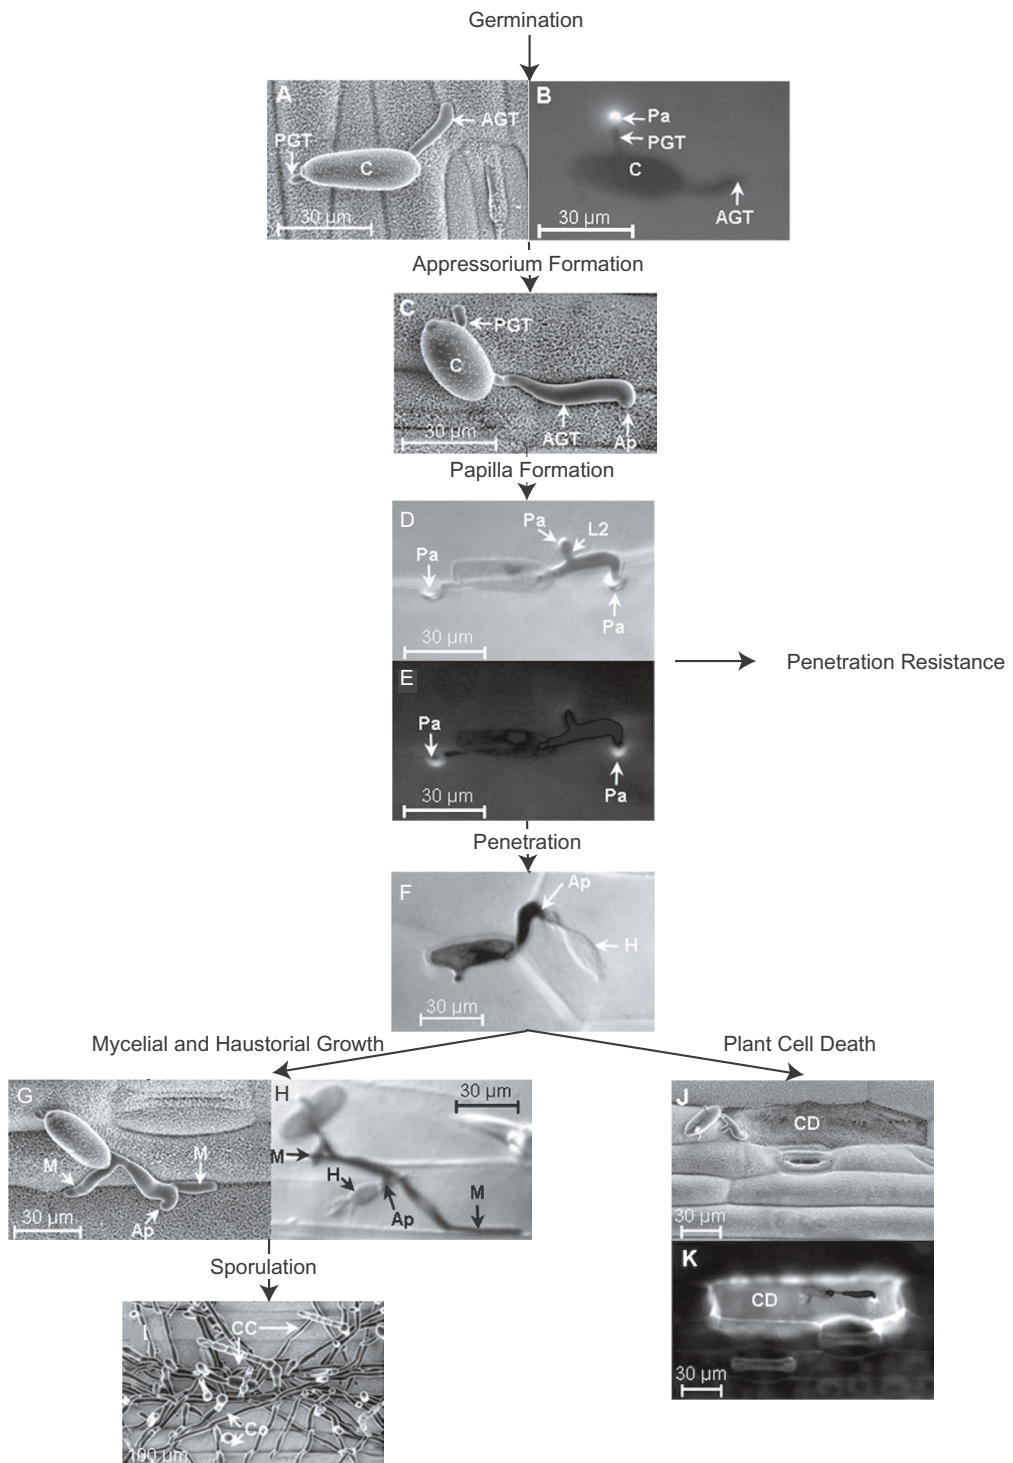 Germination
A
AGT
PGT
C
30 µm
B
Pa
PGT
C
30 µm
AGT
Appressorium Formation
C
PGT
C
30 µm
AGT
Ap
Papilla Formation
D
Pa
L2
Pa
Pa
30 µm
Penetration Resistance
E
Pa
30 µm
Pa
Penetration
F
Ap
H
30 µm
Mycelial and Haustorial Growth
Plant Cell Death
G
M
M
30 µm
Ap
H
30 µm
M
H
Ap
M
J
CD
30 µm
Sporulation
K
CD
30 µm
I
CC
Co
100 µm